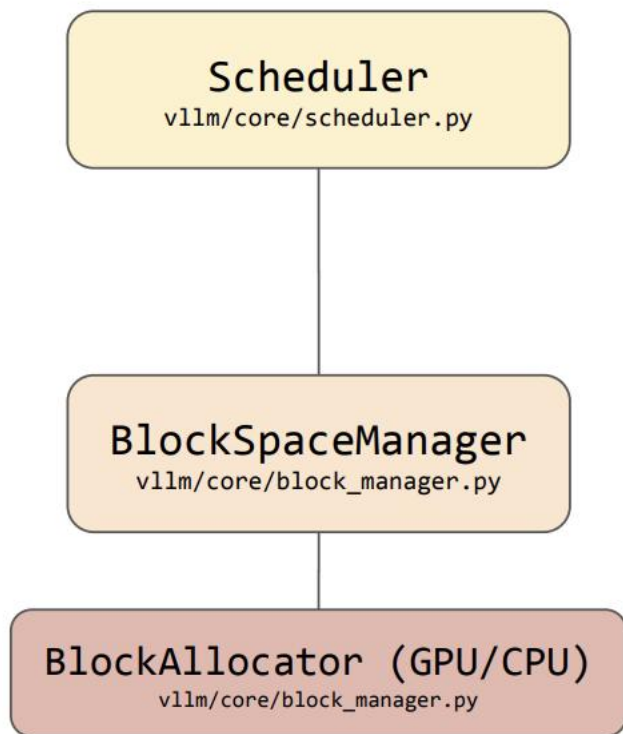 Scheduler
vllm/core/scheduler.py
BlockSpaceManager
vllm/core/block_manager.py
BlockAllocator (GPU/CPU)
vllm/core/block_manager.py